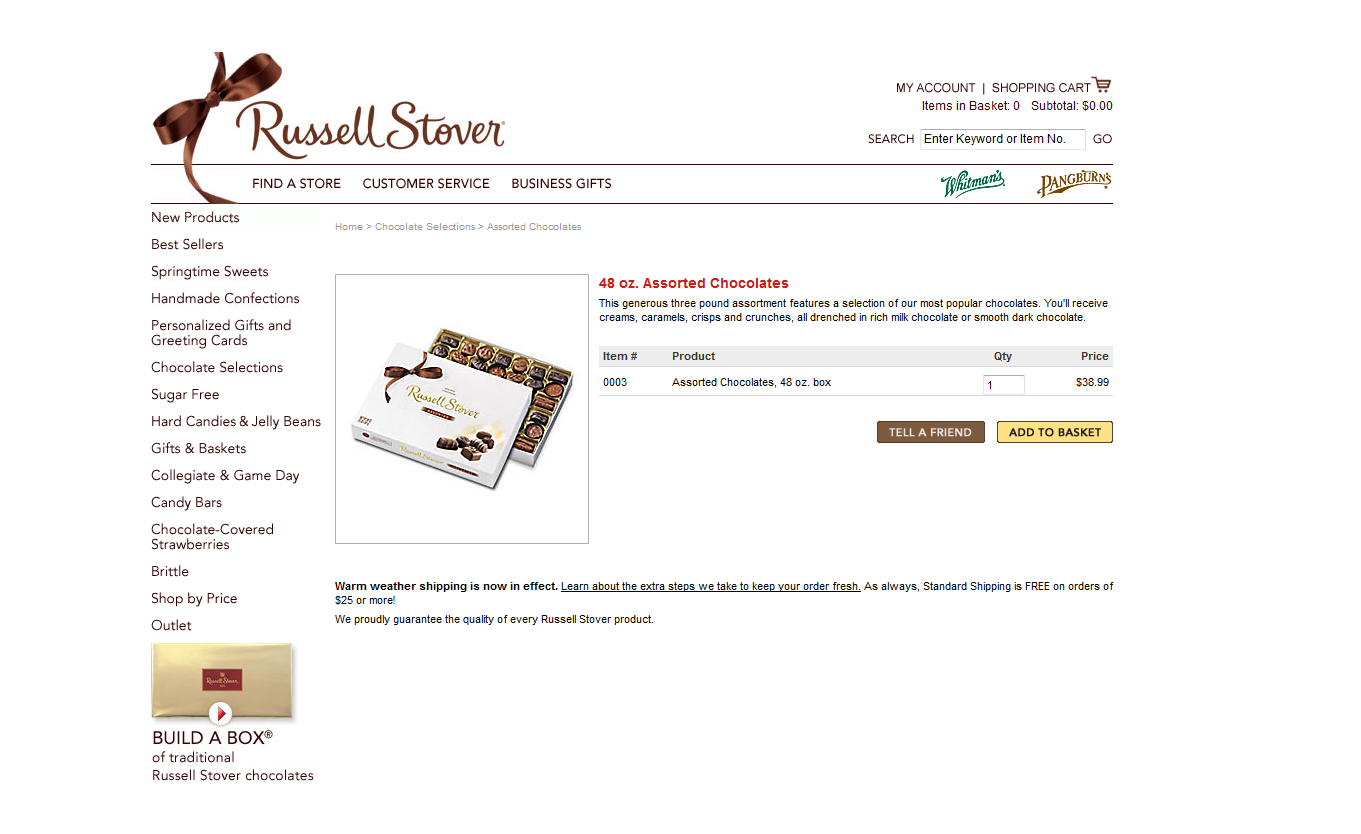 MY ACCOUNT | SHOPPING CART
Items in Basket: 0 Subtotal: $0.00
Russell Stover
SEARCH Enter Keyword or Item No. GO
FIND A STORE CUSTOMER SERVICE BUSINESS GIFTS Whitman's PANGBURN'S
New Products
Best Sellers
Springtime Sweets
Handmade Confections
Personalized Gifts and
Greeting Cards
Chocolate Selections
Sugar Free
Hard Candies & Jelly Beans
Gifts & Baskets
Collegiate & Game Day
Candy Bars
Chocolate-Covered
Strawberries
Brittle
Shop by Price
Outlet
Russell Stover
BUILD A BOX®
of traditional
Russell Stover chocolates
Home > Chocolate Selections > Assorted Chocolates
Russell Stover
Russell Stover
48 oz. Assorted Chocolates
This generous three pound assortment features a selection of our most popular chocolates. You'll receive
creams, caramels, crisps and crunches, all drenched in rich milk chocolate or smooth dark chocolate.
Item # Product Qty Price
0003 Assorted Chocolates, 48 oz. box 1 $38.99
TELL A FRIEND ADD TO BASKET
Warm weather shipping is now in effect. Learn about the extra steps we take to keep your order fresh. As always, Standard Shipping is FREE on orders of
$25 or more!
We proudly guarantee the quality of every Russell Stover product.